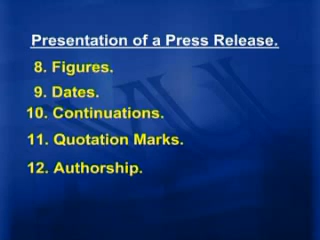 Presentation of a Press Release.
8. Figures.
9. Dates.
10. Continuations.
11. Quotation Marks.
12. Authorship.